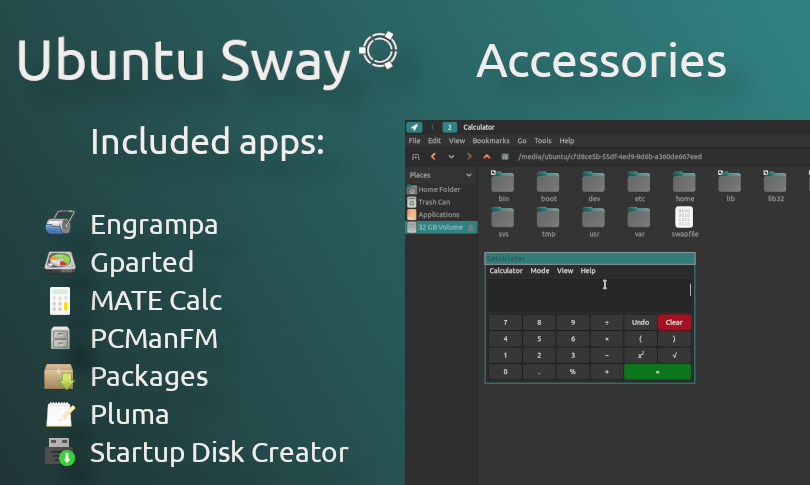 Ubuntu Sway
Accessories
Included apps:
Engrampa
Gparted
MATE Calc
PCManFM
Packages
Pluma
Startup Disk Creator
1 2 Calculator
File Edit View Bookmarks Go Tools Help
/media/ubuntu/cfd8ce5b-55df-4ed9-9d6b-a360de667eed
Places
Home Folder
Trash Can
Applications
32 GB Volume
bin boot dev etc home lib lib32
sys tmp usr var swapfile
Calculator
Calculator Mode View Help
7 8 9 ÷ Undo Clear
4 5 6 × ( )
1 2 3 − x² √
0 . % + =